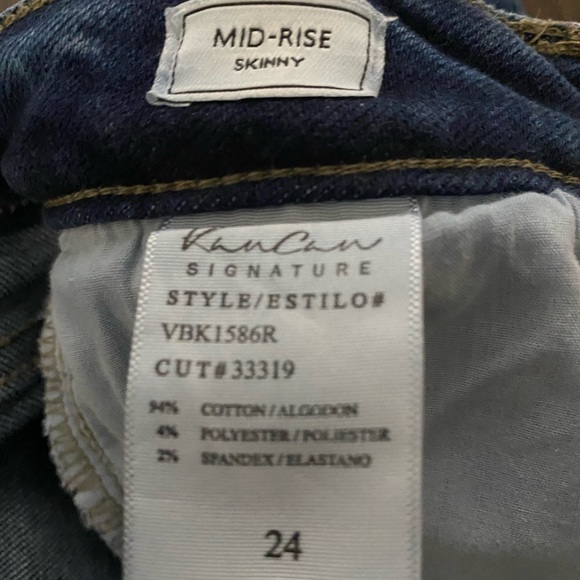 MID-RISE
SKINNY
KanCan
SIGNATURE
STYLE/ESTILO#
VBK1586R
CUT#33319
94% COTTON/ALGODON
4% POLYESTER/POLIESTER
2% SPANDEX/ELASTANO
24